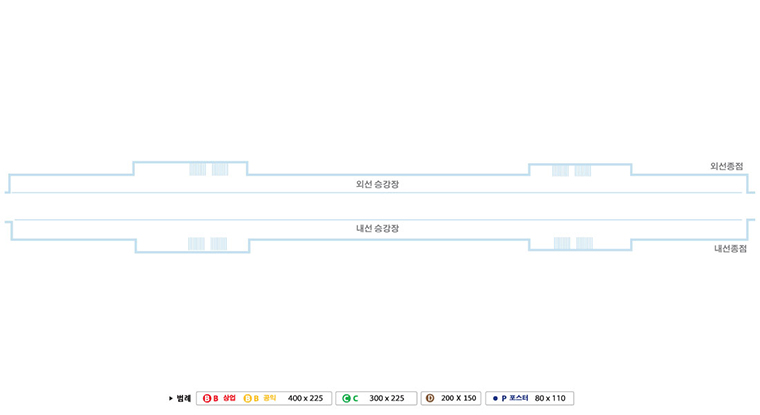 외선종점
외선 승강장
내선 승강장
내선종점
▶ 범례 B B 상업 B B 공익 400 x 225 C C 300 x 225 D 200 X 150 ● P 포스터 80 x 110